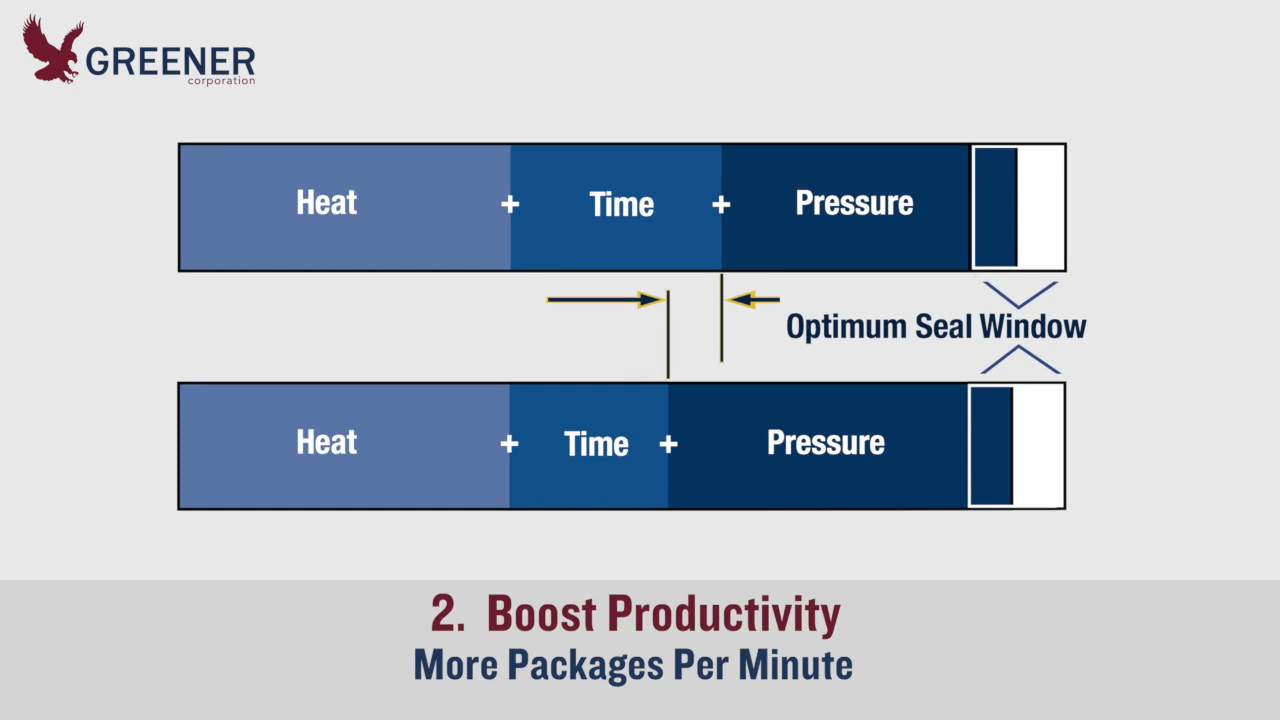 GREENER
corporation
Heat + Time + Pressure
Optimum Seal Window
Heat + Time + Pressure
2. Boost Productivity
More Packages Per Minute